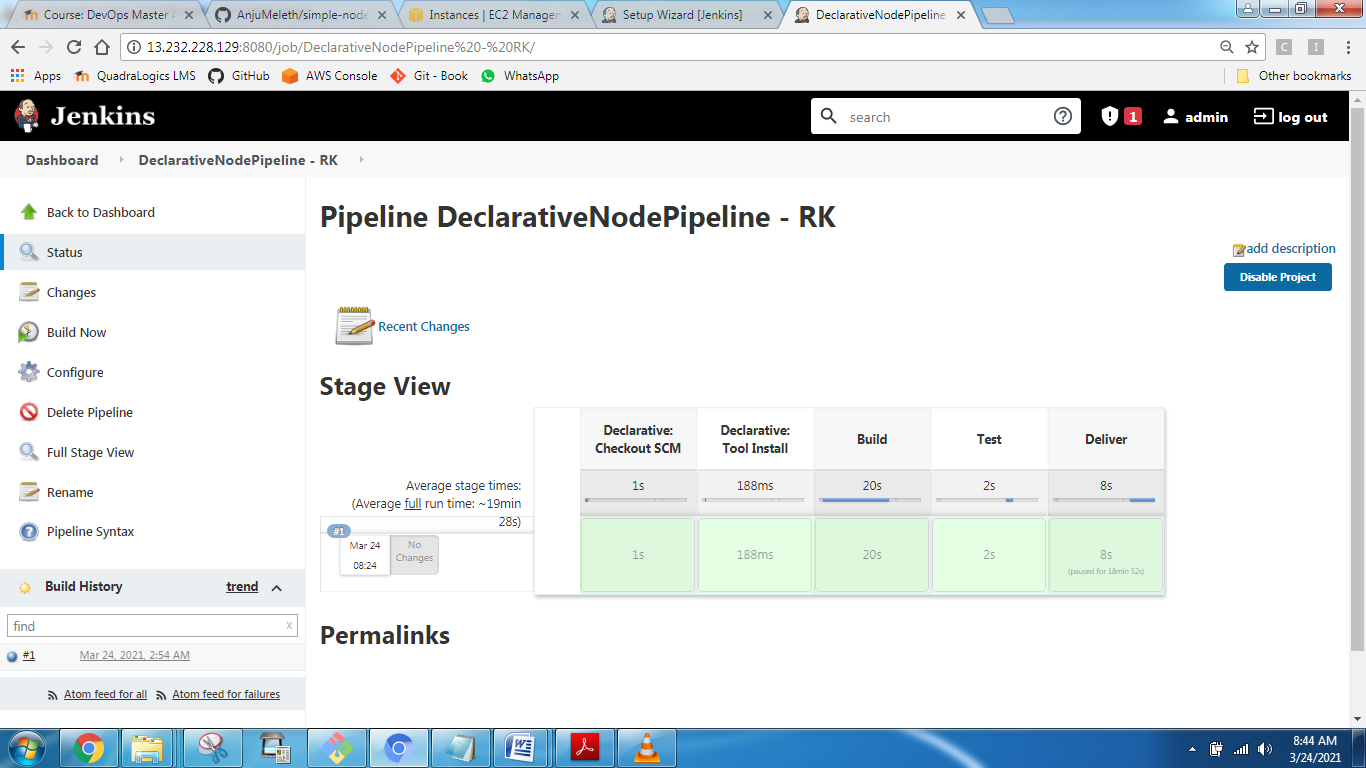 Course: DevOps Master A
AnjuMeleth/simple-node
Instances | EC2 Managem
Setup Wizard [Jenkins]
DeclarativeNodePipeline
13.232.228.129:8080/job/DeclarativeNodePipeline%20-%20RK/
C
I
Apps
QuadraLogics LMS
GitHub
AWS Console
Git - Book
WhatsApp
Other bookmarks
Jenkins
search
1
admin
log out
Dashboard
DeclarativeNodePipeline - RK
Back to Dashboard
Status
Changes
Build Now
Configure
Delete Pipeline
Full Stage View
Rename
Pipeline Syntax
Build History
trend
find
x
#1
Mar 24, 2021, 2:54 AM
Atom feed for all
Atom feed for failures
Pipeline DeclarativeNodePipeline - RK
add description
Disable Project
Recent Changes
Stage View
Declarative:
Checkout SCM
Declarative:
Tool Install
Build
Test
Deliver
Average stage times:
(Average full run time: ~19min
28s)
1s
188ms
20s
2s
8s
#1
Mar 24
08:24
No
Changes
1s
188ms
20s
2s
8s
(paused for 18min 52s)
Permalinks
8:44 AM
3/24/2021